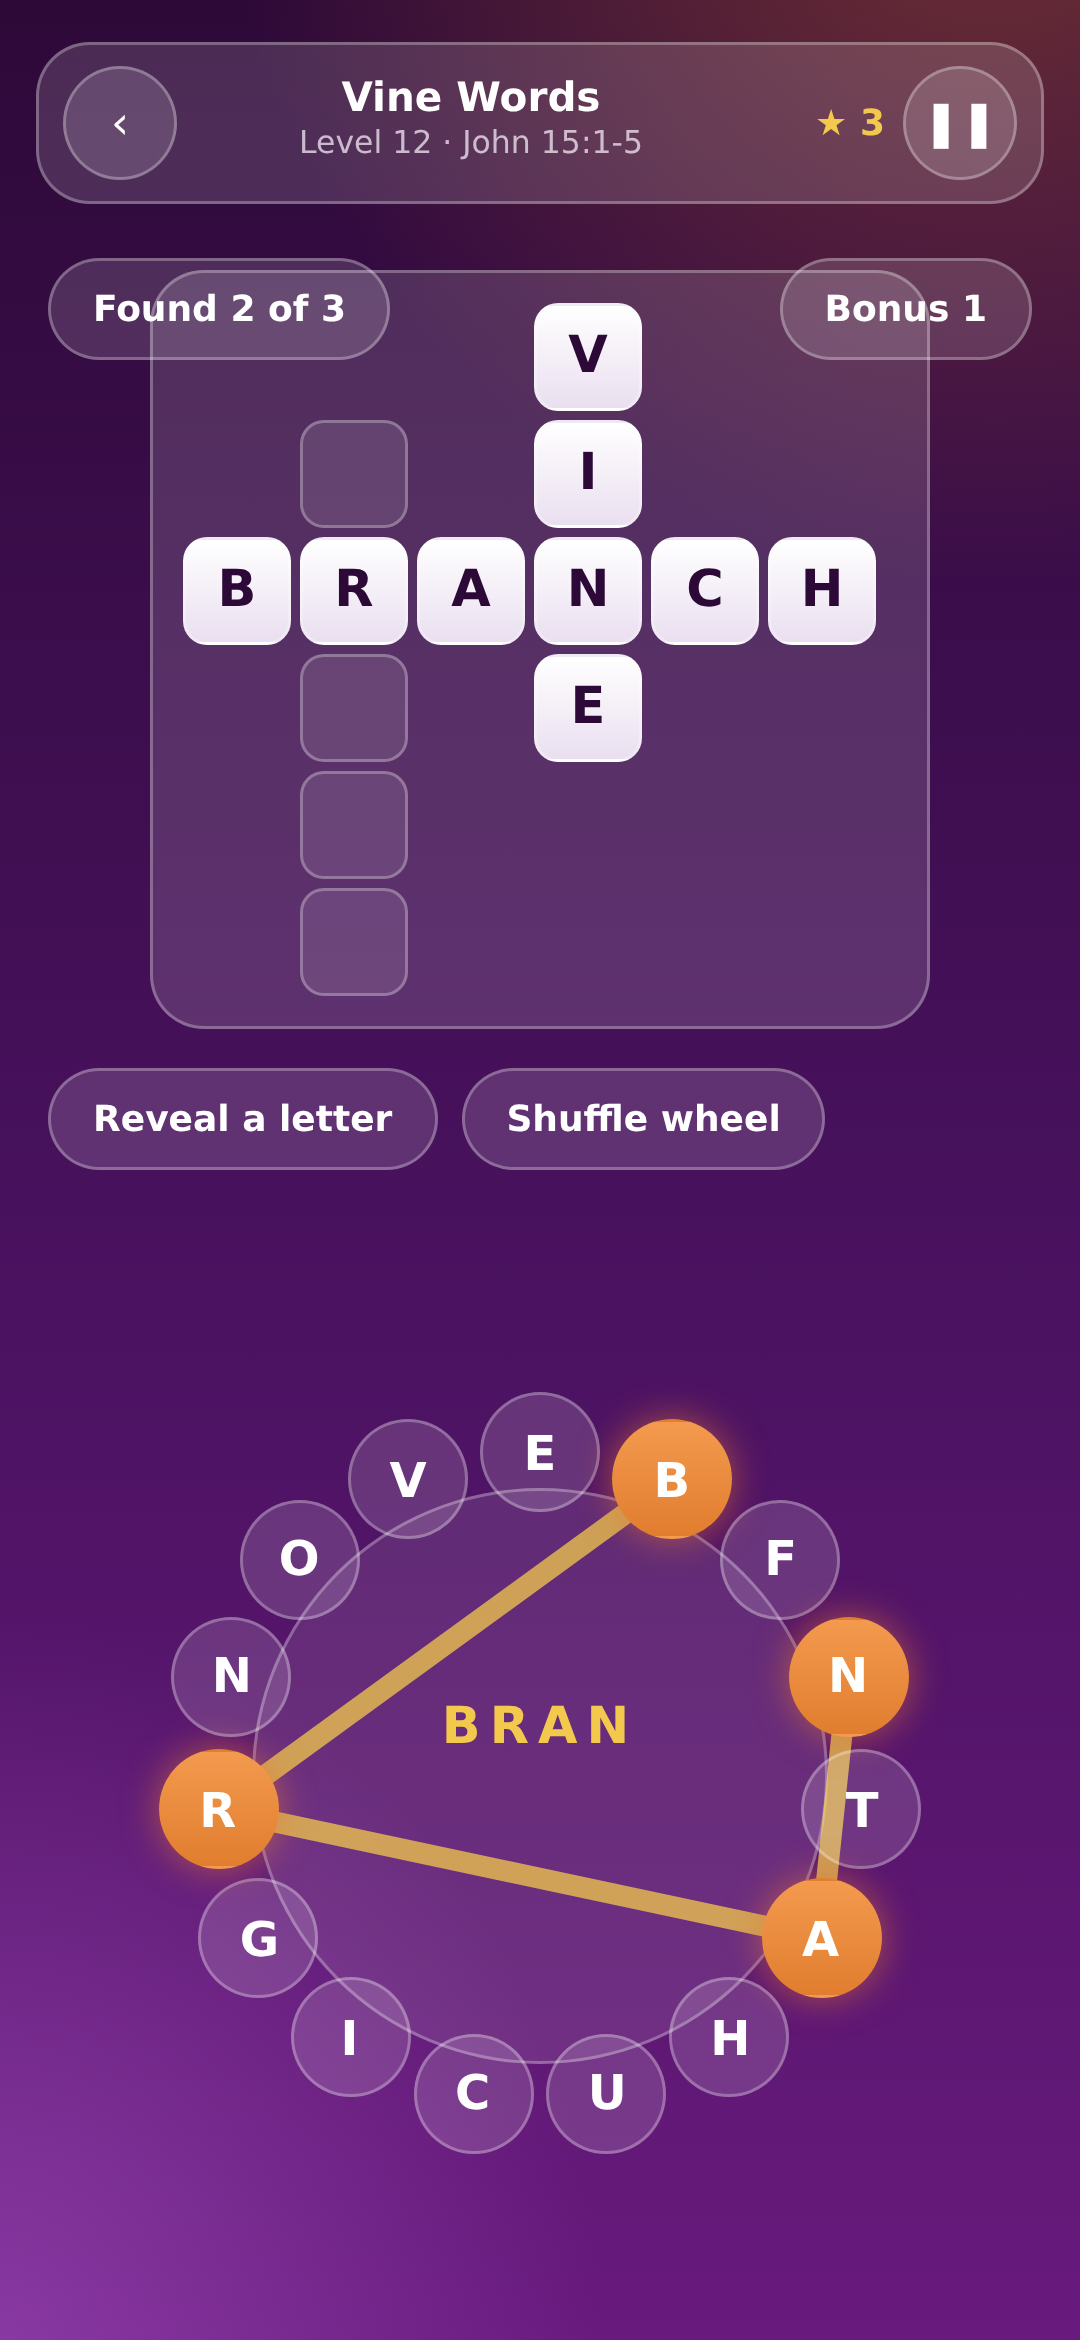 ‹
Vine Words
Level 12 · John 15:1-5
★ 3
❚❚
Found 2 of 3
Bonus 1
V
I
B R A N C H
E
Reveal a letter
Shuffle wheel
E
V
B
O
F
N
N
BRAN
R
T
G
A
I
H
C
U